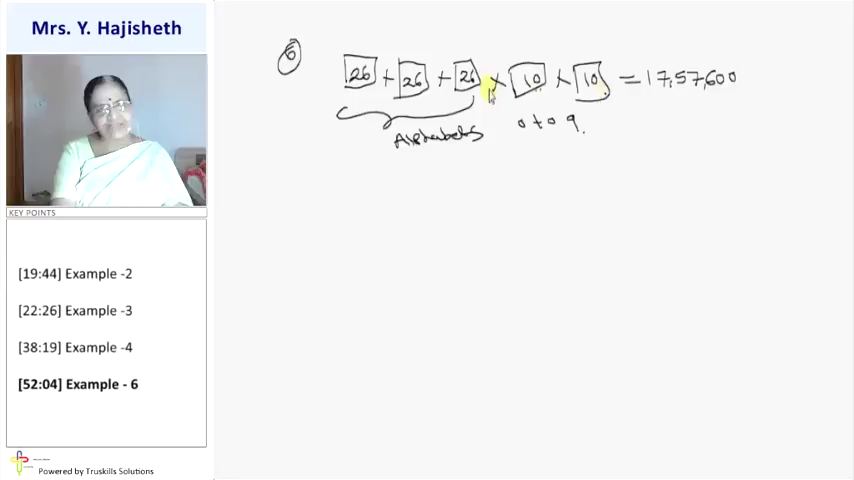 Mrs. Y. Hajisheth
⑥ 26 + 26 + 26 × 10 × 10 = 17,57,600
Alphabets 0 to 9.
KEY POINTS
[19:44] Example -2
[22:26] Example -3
[38:19] Example -4
[52:04] Example - 6
Powered by Truskills Solutions